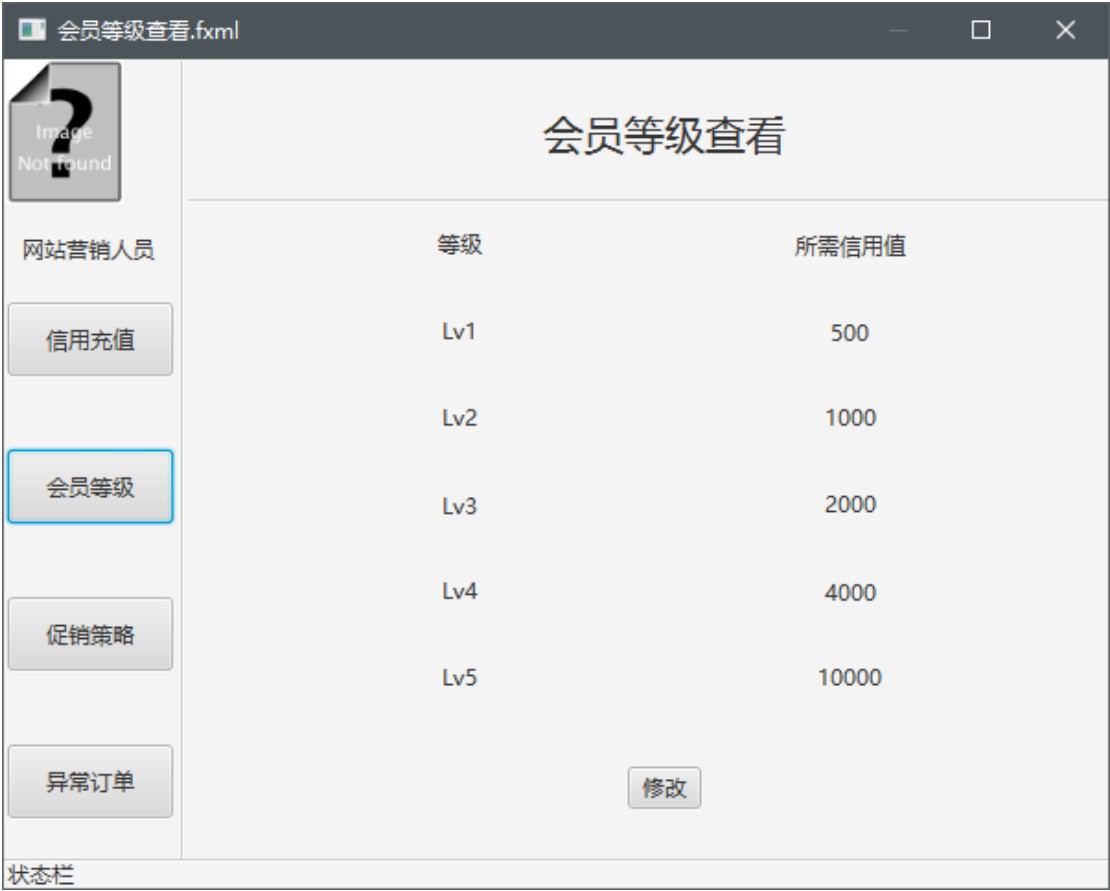 会员等级查看.fxml
?
Image
Not found
网站营销人员
信用充值
会员等级
促销策略
异常订单
会员等级查看
等级 所需信用值
Lv1 500
Lv2 1000
Lv3 2000
Lv4 4000
Lv5 10000
修改
状态栏